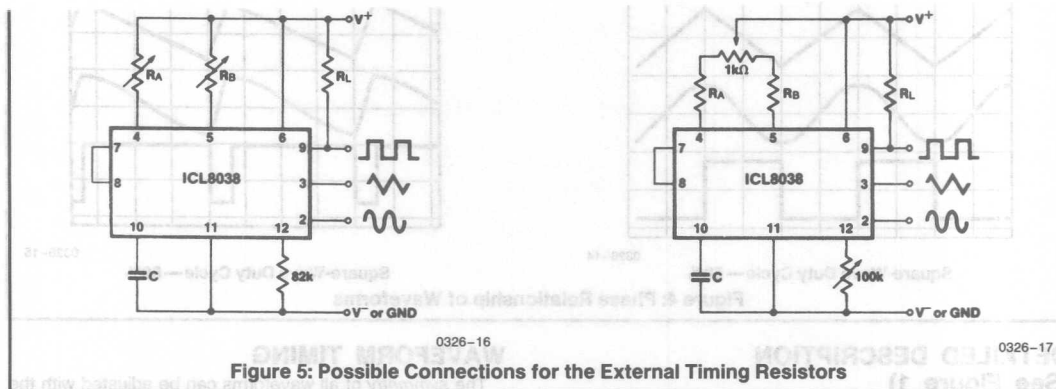 V+
RA
RB
RL
4
5
6
7
8
9
3
2
ICL8038
10
11
12
C
82k
V− or GND
0326–16
V+
1kΩ
RA
RB
RL
4
5
6
7
8
9
3
2
ICL8038
10
11
12
C
100k
V− or GND
0326–17
Figure 5: Possible Connections for the External Timing Resistors
DETAILED DESCRIPTION
(See Figure 1)
WAVEFORM TIMING
The symmetry of all waveforms can be adjusted with the
Square-Wave Duty Cycle
Square-Wave Duty Cycle
Figure 4: Phase Relationship of Waveforms